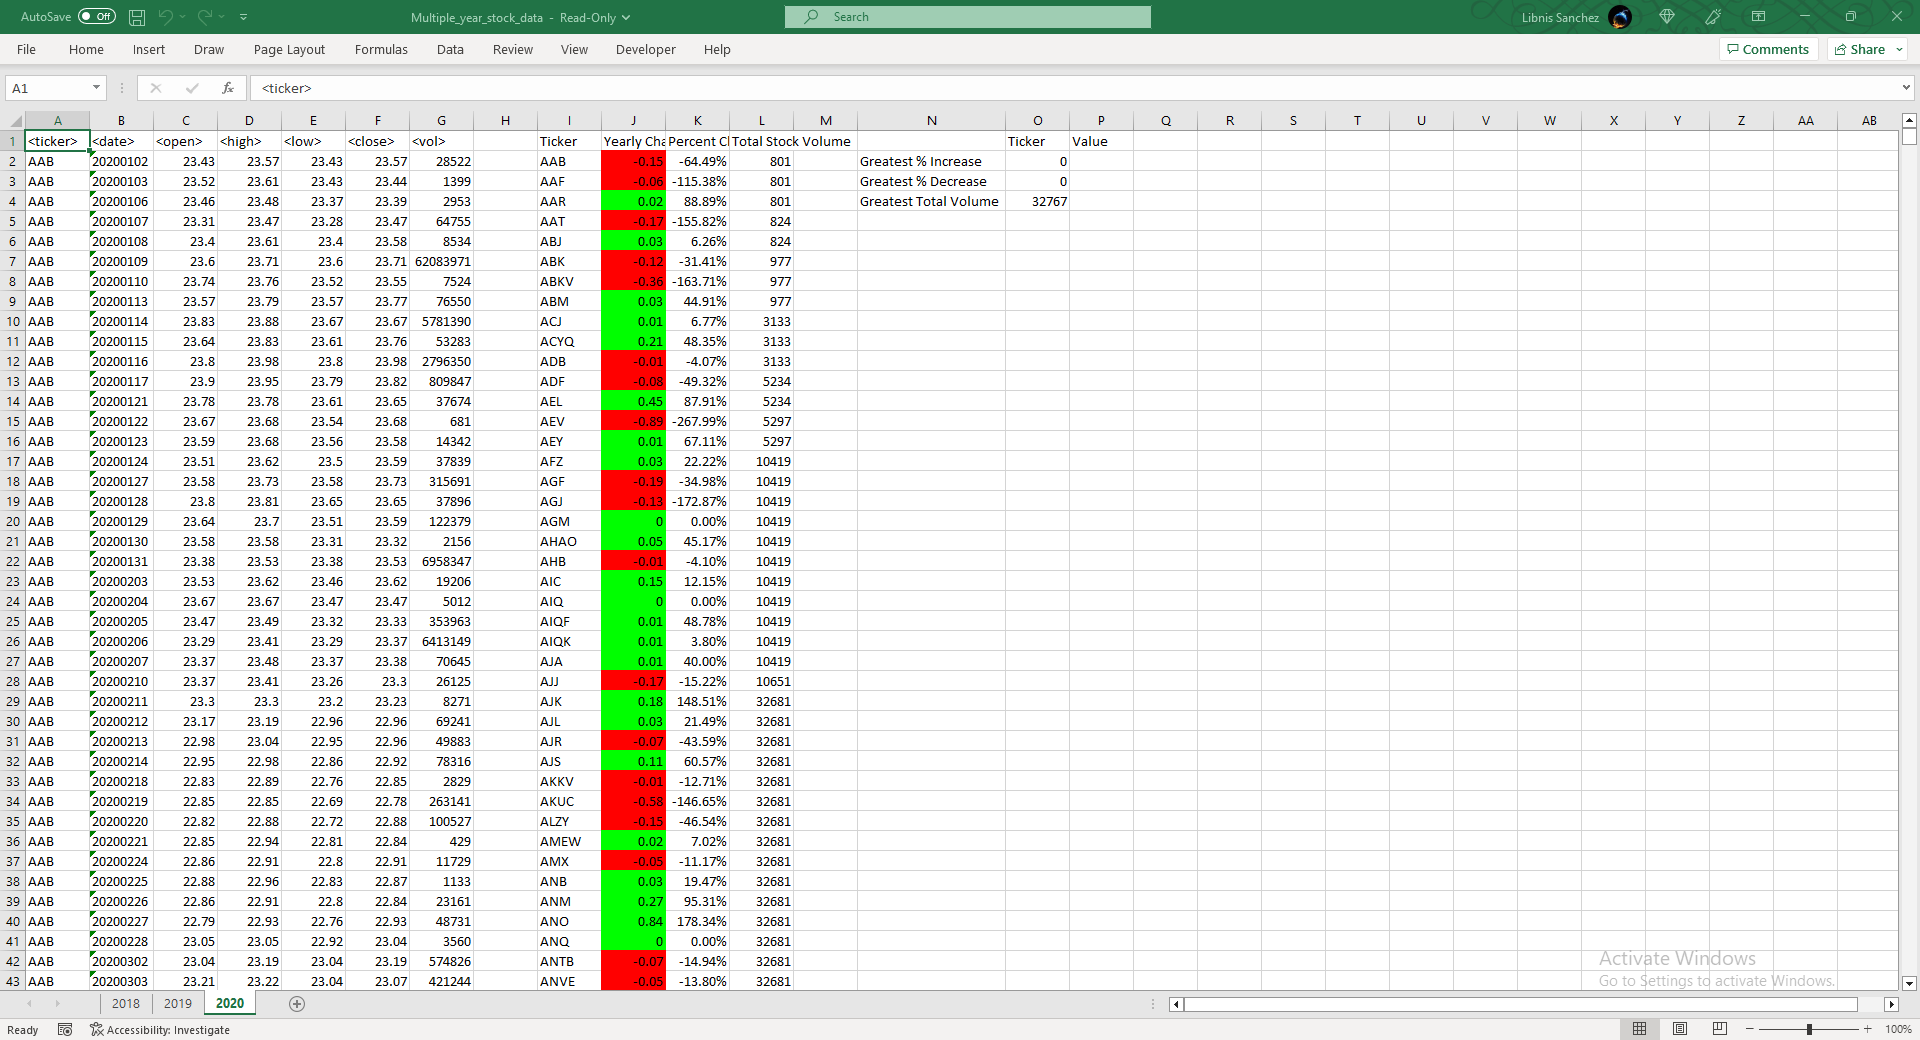 AutoSave Off Multiple_year_stock_data - Read-Only Search Libnis Sanchez
File Home Insert Draw Page Layout Formulas Data Review View Developer Help Comments Share
A1 fx <ticker>
A B C D E F G H I J K L M N O P Q R S T U V W X Y Z AA AB
1 <ticker> <date> <open> <high> <low> <close> <vol> Ticker Yearly Cha Percent Cl Total Stock Volume Ticker Value
2 AAB 20200102 23.43 23.57 23.43 23.57 28522 AAB -0.15 -64.49% 801 Greatest % Increase 0
3 AAB 20200103 23.52 23.61 23.43 23.44 1399 AAF -0.06 -115.38% 801 Greatest % Decrease 0
4 AAB 20200106 23.46 23.48 23.37 23.39 2953 AAR 0.02 88.89% 801 Greatest Total Volume 32767
5 AAB 20200107 23.31 23.47 23.28 23.47 64755 AAT -0.17 -155.82% 824
6 AAB 20200108 23.4 23.61 23.4 23.58 8534 ABJ 0.03 6.26% 824
7 AAB 20200109 23.6 23.71 23.6 23.71 62083971 ABK -0.12 -31.41% 977
8 AAB 20200110 23.74 23.76 23.52 23.55 7524 ABKV -0.36 -163.71% 977
9 AAB 20200113 23.57 23.79 23.57 23.77 76550 ABM 0.03 44.91% 977
10 AAB 20200114 23.83 23.88 23.67 23.67 5781390 ACJ 0.01 6.77% 3133
11 AAB 20200115 23.64 23.83 23.61 23.76 53283 ACYQ 0.21 48.35% 3133
12 AAB 20200116 23.8 23.98 23.8 23.98 2796350 ADB -0.01 -4.07% 3133
13 AAB 20200117 23.9 23.95 23.79 23.82 809847 ADF -0.08 -49.32% 5234
14 AAB 20200121 23.78 23.78 23.61 23.65 37674 AEL 0.45 87.91% 5234
15 AAB 20200122 23.67 23.68 23.54 23.68 681 AEV -0.89 -267.99% 5297
16 AAB 20200123 23.59 23.68 23.56 23.58 14342 AEY 0.01 67.11% 5297
17 AAB 20200124 23.51 23.62 23.5 23.59 37839 AFZ 0.03 22.22% 10419
18 AAB 20200127 23.58 23.73 23.58 23.73 315691 AGF -0.19 -34.98% 10419
19 AAB 20200128 23.8 23.81 23.65 23.65 37896 AGJ -0.13 -172.87% 10419
20 AAB 20200129 23.64 23.7 23.51 23.59 122379 AGM 0 0.00% 10419
21 AAB 20200130 23.58 23.58 23.31 23.32 2156 AHAO 0.05 45.17% 10419
22 AAB 20200131 23.38 23.53 23.38 23.53 6958347 AHB -0.01 -4.10% 10419
23 AAB 20200203 23.53 23.62 23.46 23.62 19206 AIC 0.15 12.15% 10419
24 AAB 20200204 23.67 23.67 23.47 23.47 5012 AIQ 0 0.00% 10419
25 AAB 20200205 23.47 23.49 23.32 23.33 353963 AIQF 0.01 48.78% 10419
26 AAB 20200206 23.29 23.41 23.29 23.37 6413149 AIQK 0.01 3.80% 10419
27 AAB 20200207 23.37 23.48 23.37 23.38 70645 AJA 0.01 40.00% 10419
28 AAB 20200210 23.37 23.41 23.26 23.3 26125 AJJ -0.17 -15.22% 10651
29 AAB 20200211 23.3 23.3 23.2 23.23 8271 AJK 0.18 148.51% 32681
30 AAB 20200212 23.17 23.19 22.96 22.96 69241 AJL 0.03 21.49% 32681
31 AAB 20200213 22.98 23.04 22.95 22.96 49883 AJR -0.07 -43.59% 32681
32 AAB 20200214 22.95 22.98 22.86 22.92 78316 AJS 0.11 60.57% 32681
33 AAB 20200218 22.83 22.89 22.76 22.85 2829 AKKV -0.01 -12.71% 32681
34 AAB 20200219 22.85 22.85 22.69 22.78 263141 AKUC -0.58 -146.65% 32681
35 AAB 20200220 22.82 22.88 22.72 22.88 100527 ALZY -0.15 -46.54% 32681
36 AAB 20200221 22.85 22.94 22.81 22.84 429 AMEW 0.02 7.02% 32681
37 AAB 20200224 22.86 22.91 22.8 22.91 11729 AMX -0.05 -11.17% 32681
38 AAB 20200225 22.88 22.96 22.83 22.87 1133 ANB 0.03 19.47% 32681
39 AAB 20200226 22.86 22.91 22.8 22.84 23161 ANM 0.27 95.31% 32681
40 AAB 20200227 22.79 22.93 22.76 22.93 48731 ANO 0.84 178.34% 32681
41 AAB 20200228 23.05 23.05 22.92 23.04 3560 ANQ 0 0.00% 32681
42 AAB 20200302 23.04 23.19 23.04 23.19 574826 ANTB -0.07 -14.94% 32681
43 AAB 20200303 23.21 23.22 23.04 23.07 421244 ANVE -0.05 -13.80% 32681
Activate Windows
Go to Settings to activate Windows.
2018 2019 2020
Ready Accessibility: Investigate 100%